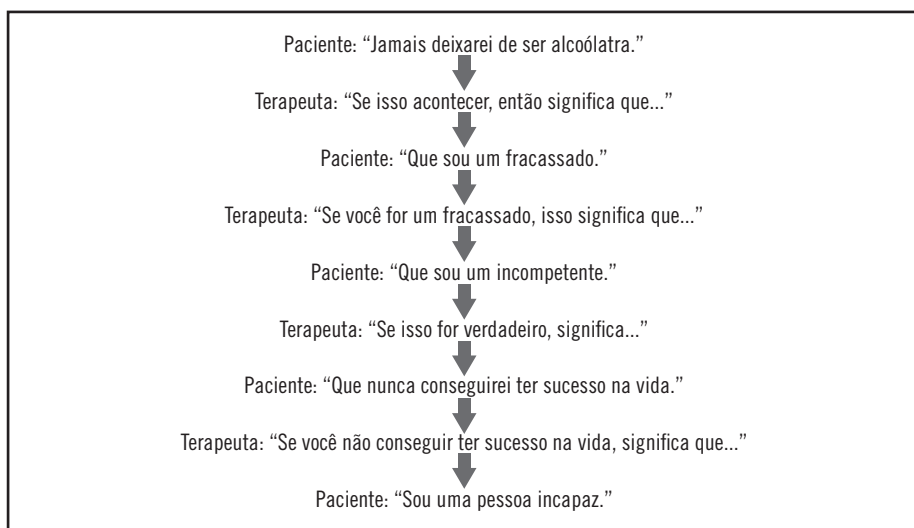 Paciente: “Jamais deixarei de ser alcoólatra.”
Terapeuta: “Se isso acontecer, então significa que...”
Paciente: “Que sou um fracassado.”
Terapeuta: “Se você for um fracassado, isso significa que...”
Paciente: “Que sou um incompetente.”
Terapeuta: “Se isso for verdadeiro, significa...”
Paciente: “Que nunca conseguirei ter sucesso na vida.”
Terapeuta: “Se você não conseguir ter sucesso na vida, significa que...”
Paciente: “Sou uma pessoa incapaz.”